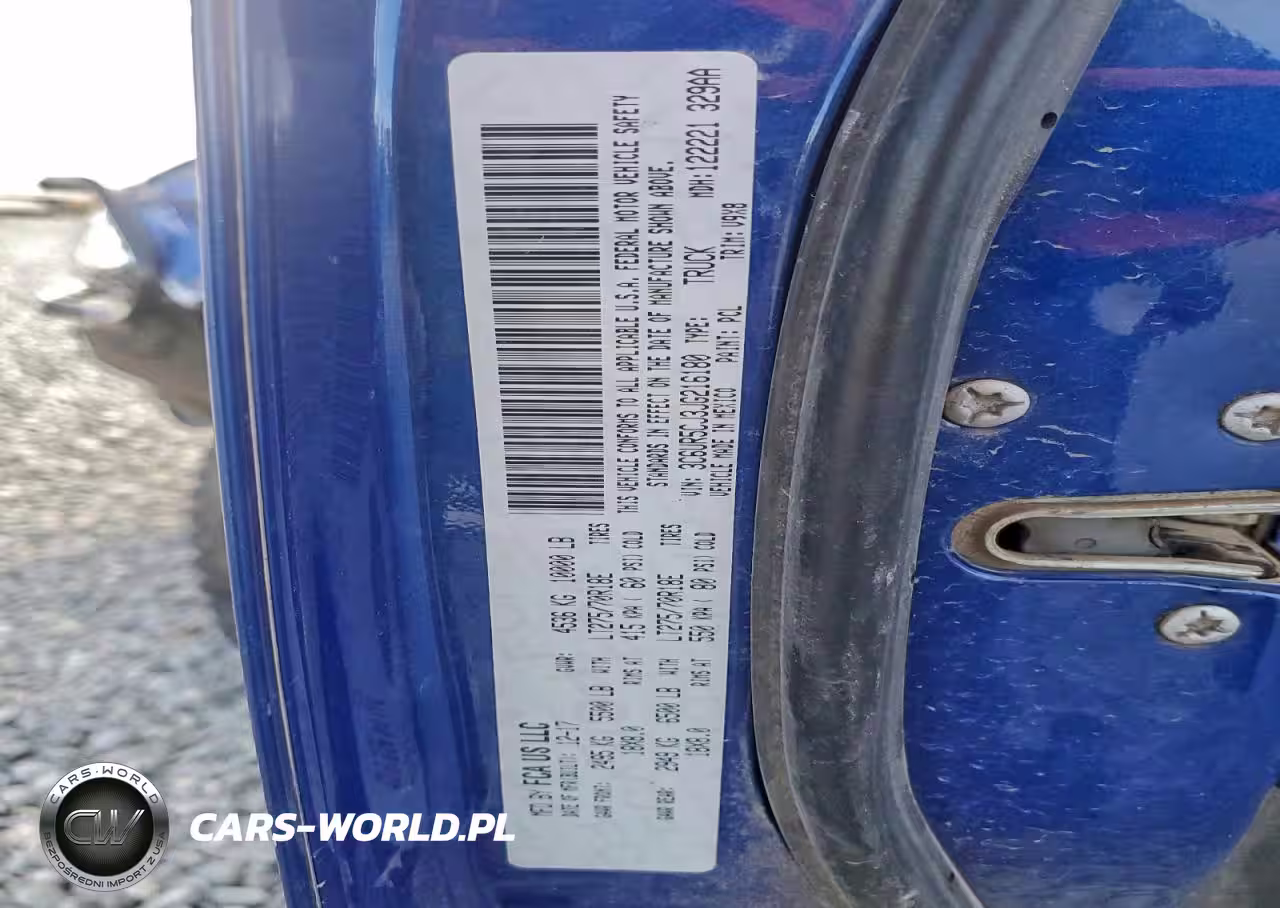 MFD BY FCA US LLC
DATE OF MFR/BUILT: 12-17 GVWR: 4536 KG 10000 LB
GAWR FRONT: 2495 KG 5500 LB WITH LT275/70R18E TIRES
18X8.0 RIMS AT 415 KPA ( 60 PSI) COLD
GAWR REAR: 2949 KG 6500 LB WITH LT275/70R18E TIRES
18X8.0 RIMS AT 550 KPA ( 80 PSI) COLD
THIS VEHICLE CONFORMS TO ALL APPLICABLE U.S.A. FEDERAL MOTOR VEHICLE SAFETY
STANDARDS IN EFFECT ON THE DATE OF MANUFACTURE SHOWN ABOVE.
VIN: 3C6UR5CJ3JG216180 TYPE: TRUCK MDH: 122221 329AA
VEHICLE MADE IN MEXICO PAINT: PCL TRIM: V9X8
CARS-WORLD
CW
BEZPOŚREDNI IMPORT Z USA
CARS-WORLD.PL